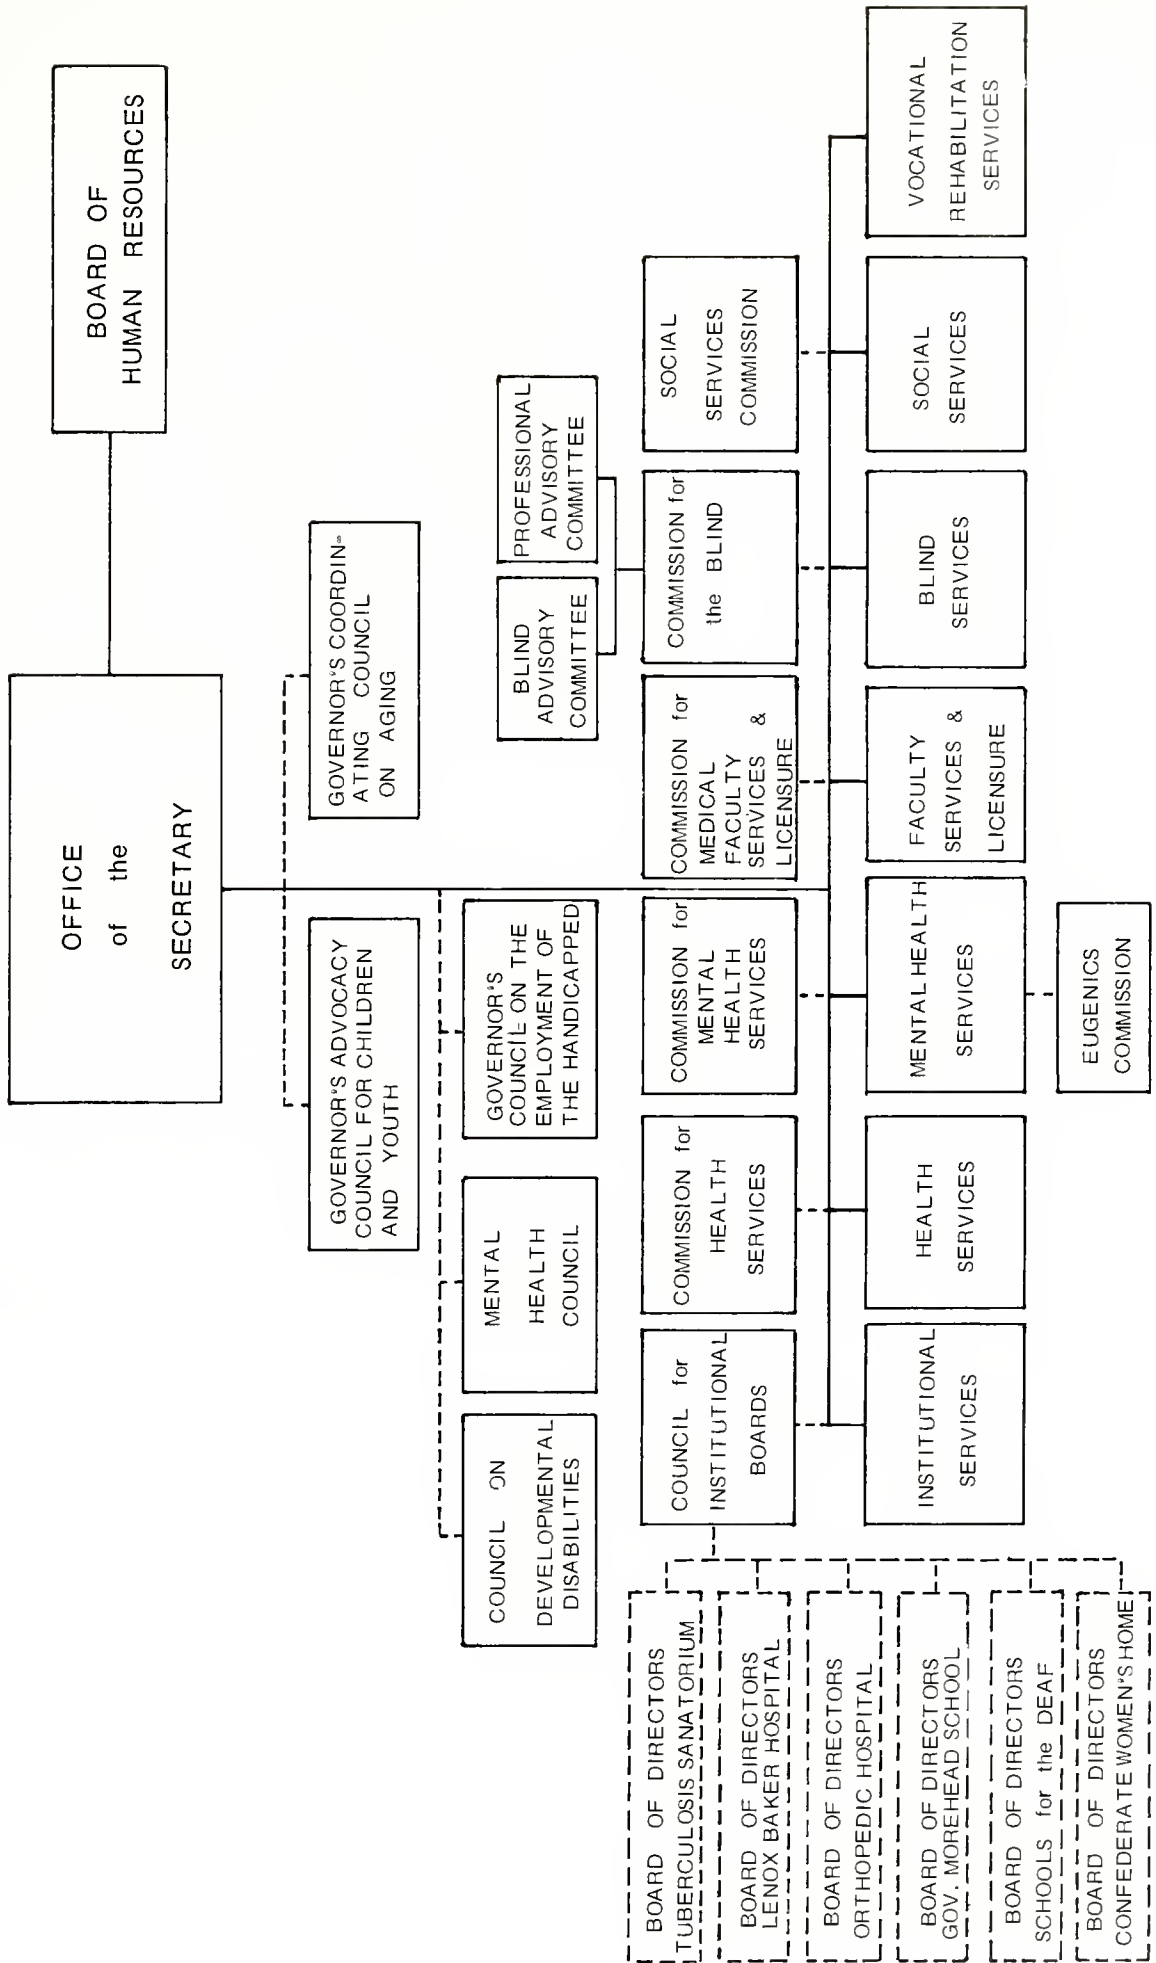 OFFICE
of the
SECRETARY
BOARD OF
HUMAN RESOURCES
GOVERNOR'S ADVOCACY
COUNCIL FOR CHILDREN
AND YOUTH
GOVERNOR'S COORDIN-
ATING COUNCIL
ON AGING
COUNCIL ON
DEVELOPMENTAL
DISABILITIES
MENTAL
HEALTH
COUNCIL
GOVERNOR'S
COUNCIL ON THE
EMPLOYMENT OF
THE HANDICAPPED
BLIND
ADVISORY
COMMITTEE
PROFESSIONAL
ADVISORY
COMMITTEE
COUNCIL for
INSTITUTIONAL
BOARDS
COMMISSION for
HEALTH
SERVICES
COMMISSION for
MENTAL
HEALTH
SERVICES
COMMISSION for
MEDICAL
FACULTY
SERVICES &
LICENSURE
COMMISSION for
the BLIND
SOCIAL
SERVICES
COMMISSION
INSTITUTIONAL
SERVICES
HEALTH
SERVICES
MENTAL HEALTH
SERVICES
FACULTY
SERVICES &
LICENSURE
BLIND
SERVICES
SOCIAL
SERVICES
VOCATIONAL
REHABILITATION
SERVICES
EUGENICS
COMMISSION
BOARD OF DIRECTORS
TUBERCULOSIS SANATORIUM
BOARD OF DIRECTORS
LENOX BAKER HOSPITAL
BOARD OF DIRECTORS
ORTHOPEDIC HOSPITAL
BOARD OF DIRECTORS
GOV. MOREHEAD SCHOOL
BOARD OF DIRECTORS
SCHOOLS for the DEAF
BOARD OF DIRECTORS
CONFEDERATE WOMEN'S HOME